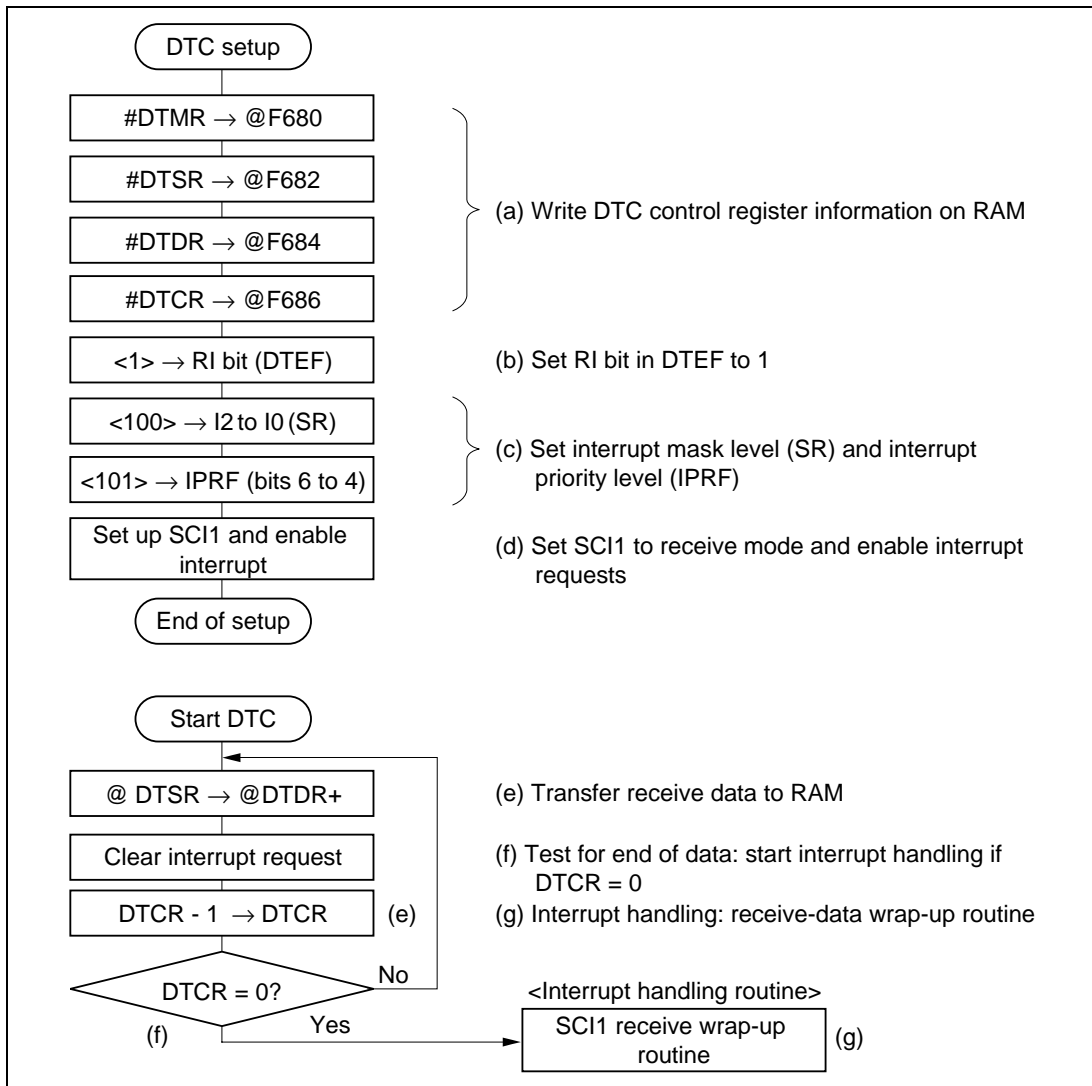 DTC setup
#DTMR → @F680
#DTSR → @F682
#DTDR → @F684
#DTCR → @F686
(a) Write DTC control register information on RAM
<1> → RI bit (DTEF)
(b) Set RI bit in DTEF to 1
<100> → I2 to I0 (SR)
<101> → IPRF (bits 6 to 4)
(c) Set interrupt mask level (SR) and interrupt
priority level (IPRF)
Set up SCI1 and enable
interrupt
(d) Set SCI1 to receive mode and enable interrupt
requests
End of setup
Start DTC
@ DTSR → @DTDR+
(e) Transfer receive data to RAM
Clear interrupt request
(f) Test for end of data: start interrupt handling if
DTCR = 0
DTCR - 1 → DTCR
(e)
(g) Interrupt handling: receive-data wrap-up routine
DTCR = 0?
No
(f)
Yes
<Interrupt handling routine>
SCI1 receive wrap-up
routine
(g)